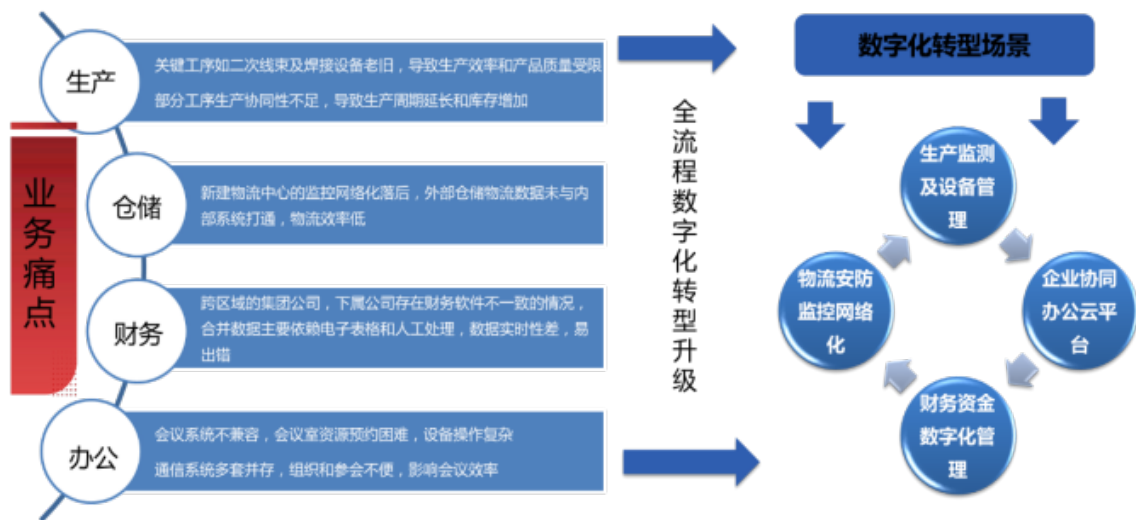 业务痛点
生产
关键工序如二次线束及焊接设备老旧，导致生产效率和产品质量受限
部分工序生产协同性不足，导致生产周期延长和库存增加
仓储
新建物流中心的监控网络化落后，外部仓储物流数据未与内
部系统打通，物流效率低
财务
跨区域的集团公司，下属公司存在财务软件不一致的情况，
合并数据主要依赖电子表格和人工处理，数据实时性差，易
出错
办公
会议系统不兼容，会议室资源预约困难，设备操作复杂
通信系统多套并存，组织和参会不便，影响会议效率
全流程数字化转型升级
数字化转型场景
生产监测
及设备管
理
企业协同
办公云平
台
财务资金
数字化管
理
物流安防
监控网络
化